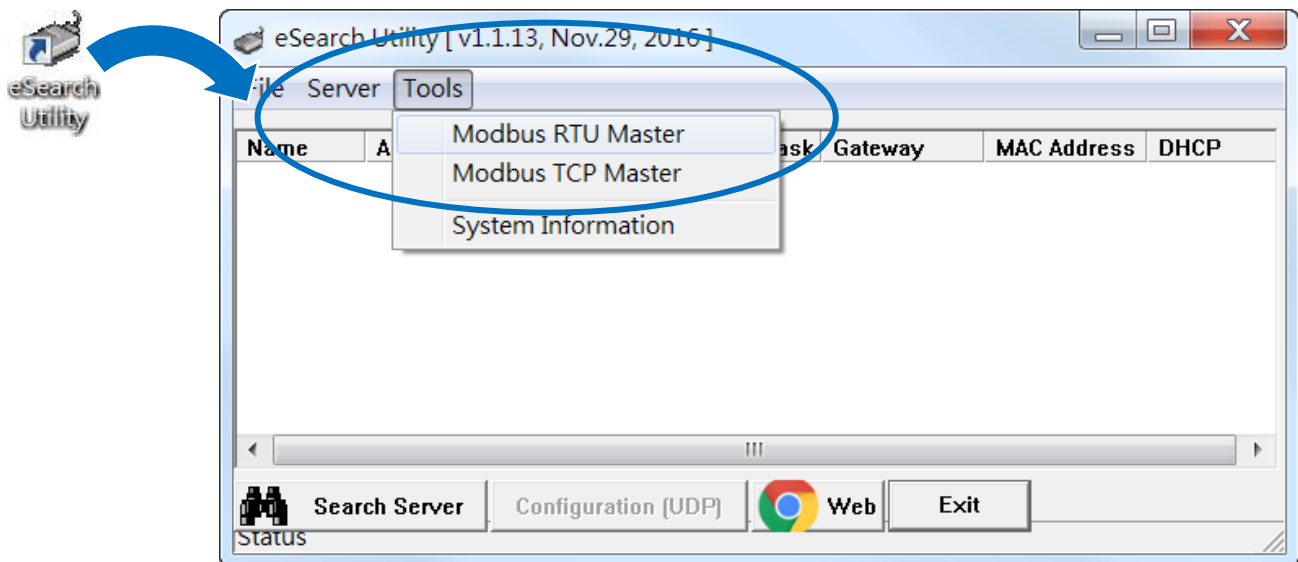 eSearch
Utility
eSearch Utility [ v1.1.13, Nov.29, 2016 ]
File Server Tools
Modbus RTU Master
Modbus TCP Master
System Information
Name A ask Gateway MAC Address DHCP
Search Server Configuration (UDP) Web Exit
Status